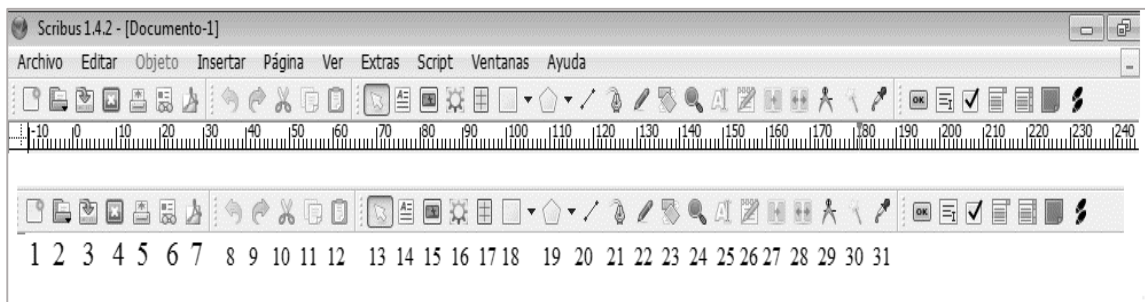 Scribus 1.4.2 - [Documento-1]
Archivo Editar Objeto Insertar Página Ver Extras Script Ventanas Ayuda
OK
-10 0 10 20 30 40 50 60 70 80 90 100 110 120 130 140 150 160 170 180 190 200 210 220 230 240
OK
1 2 3 4 5 6 7 8 9 10 11 12 13 14 15 16 17 18 19 20 21 22 23 24 25 26 27 28 29 30 31